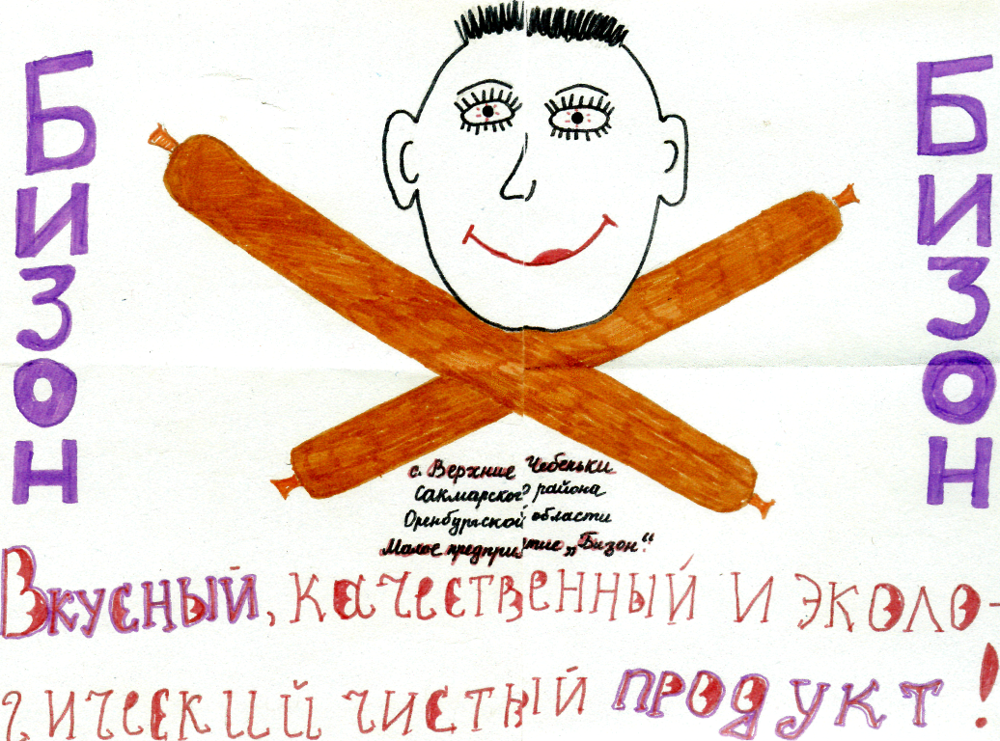 БИЗОН
БИЗОН
с. Верхние Чебеньки
Сакмарского района
Оренбургской области
Малое предприятие „Бизон“
Вкусный, качественный и эколо-
гический чистый продукт!